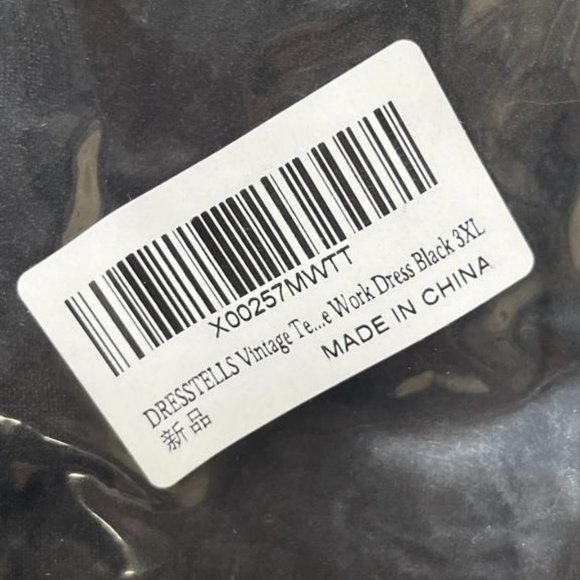 X00257MWTT
DRESSTELLS Vintage Te...e Work Dress Black 3XL
新品
MADE IN CHINA